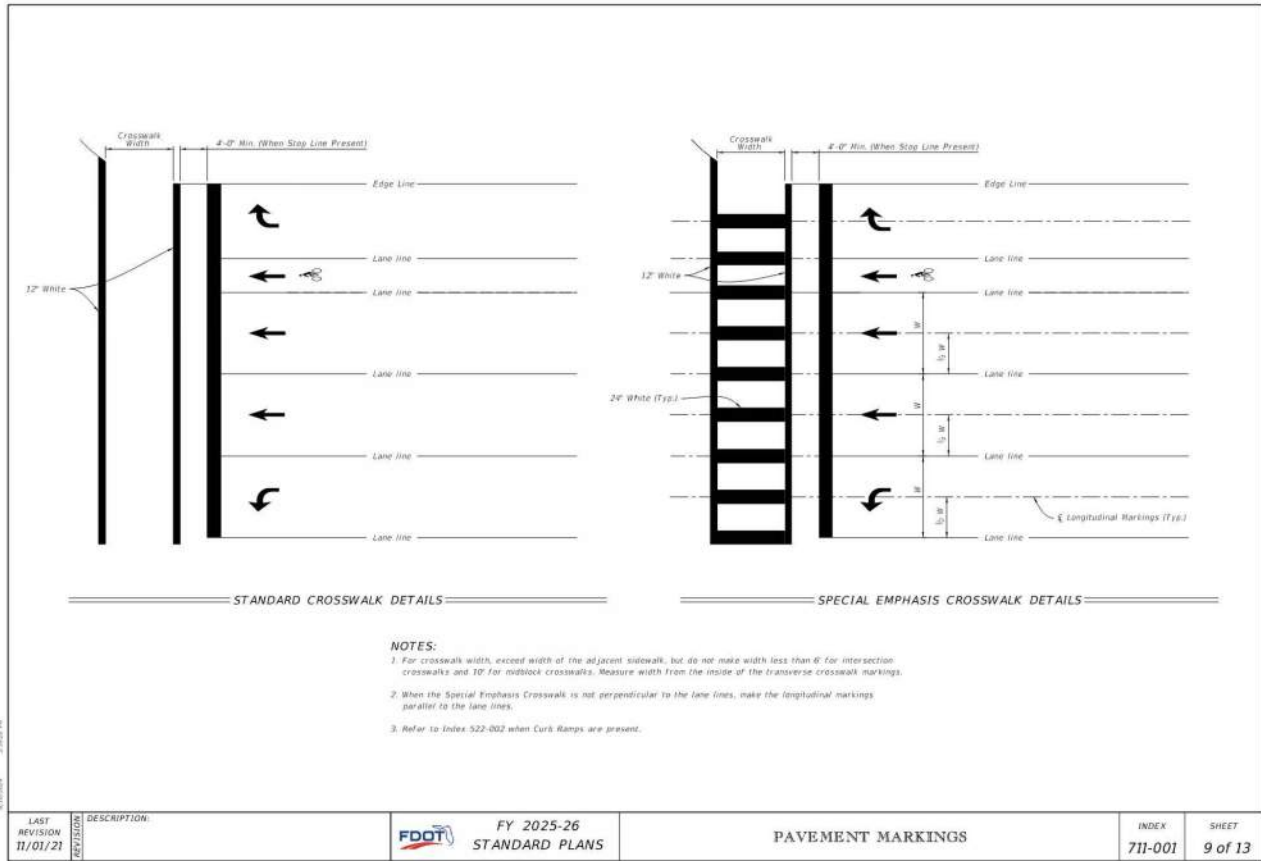 Crosswalk
Width
4'-0" Min. (When Stop Line Present)
Edge Line
Lane line
12" White
Lane line
Lane line
Lane line
Lane line
STANDARD CROSSWALK DETAILS
Crosswalk
Width
4'-0" Min. (When Stop Line Present)
Edge Line
Lane line
12" White
Lane line
W
½ W
Lane line
24" White (Typ.)
W
½ W
Lane line
W
½ W
℄ Longitudinal Markings (Typ.)
Lane line
SPECIAL EMPHASIS CROSSWALK DETAILS
NOTES:
1. For crosswalk width, exceed width of the adjacent sidewalk, but do not make width less than 6' for intersection
crosswalks and 10' for midblock crosswalks. Measure width from the inside of the transverse crosswalk markings.
2. When the Special Emphasis Crosswalk is not perpendicular to the lane lines, make the longitudinal markings
parallel to the lane lines.
3. Refer to Index 522-002 when Curb Ramps are present.
LAST
REVISION
11/01/21
REVISION
DESCRIPTION:
FDOT
FY 2025-26
STANDARD PLANS
PAVEMENT MARKINGS
INDEX
711-001
SHEET
9 of 13